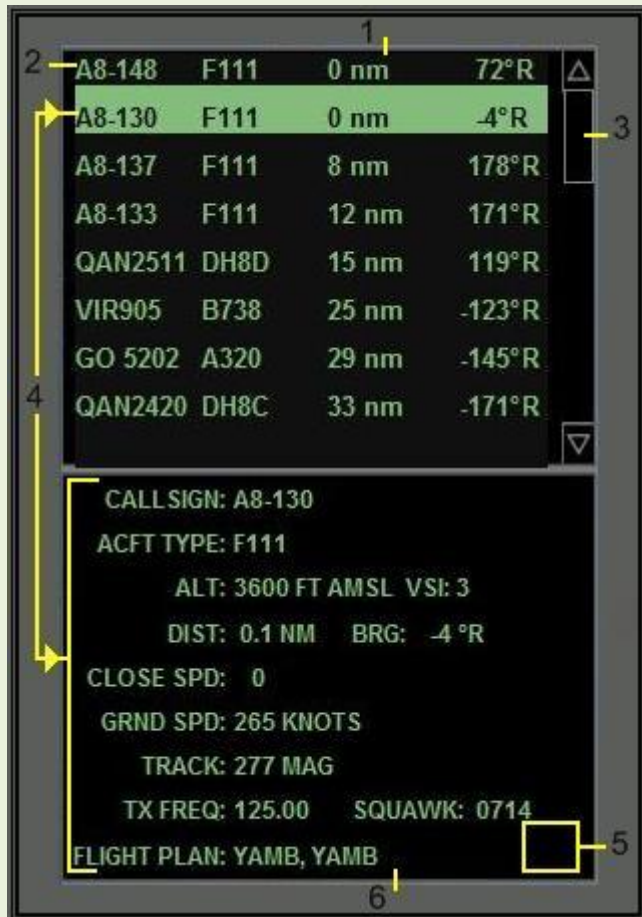 1
2 A8-148 F111 0 nm 72°R
A8-130 F111 0 nm -4°R
3
A8-137 F111 8 nm 178°R
A8-133 F111 12 nm 171°R
QAN2511 DH8D 15 nm 119°R
VIR905 B738 25 nm -123°R
GO 5202 A320 29 nm -145°R
4
QAN2420 DH8C 33 nm -171°R
CALLSIGN: A8-130
ACFT TYPE: F111
ALT: 3600 FT AMSL VSI: 3
DIST: 0.1 NM BRG: -4 °R
CLOSE SPD: 0
GRND SPD: 265 KNOTS
TRACK: 277 MAG
TX FREQ: 125.00 SQUAWK: 0714
5
FLIGHT PLAN: YAMB, YAMB
6